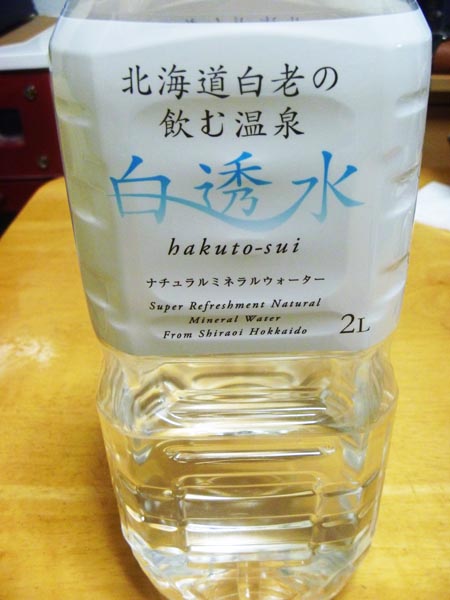 北海道白老の
飲む温泉
白透水
hakuto-sui
ナチュラルミネラルウォーター
Super Refreshment Natural
Mineral Water
From Shiraoi Hokkaido
2L